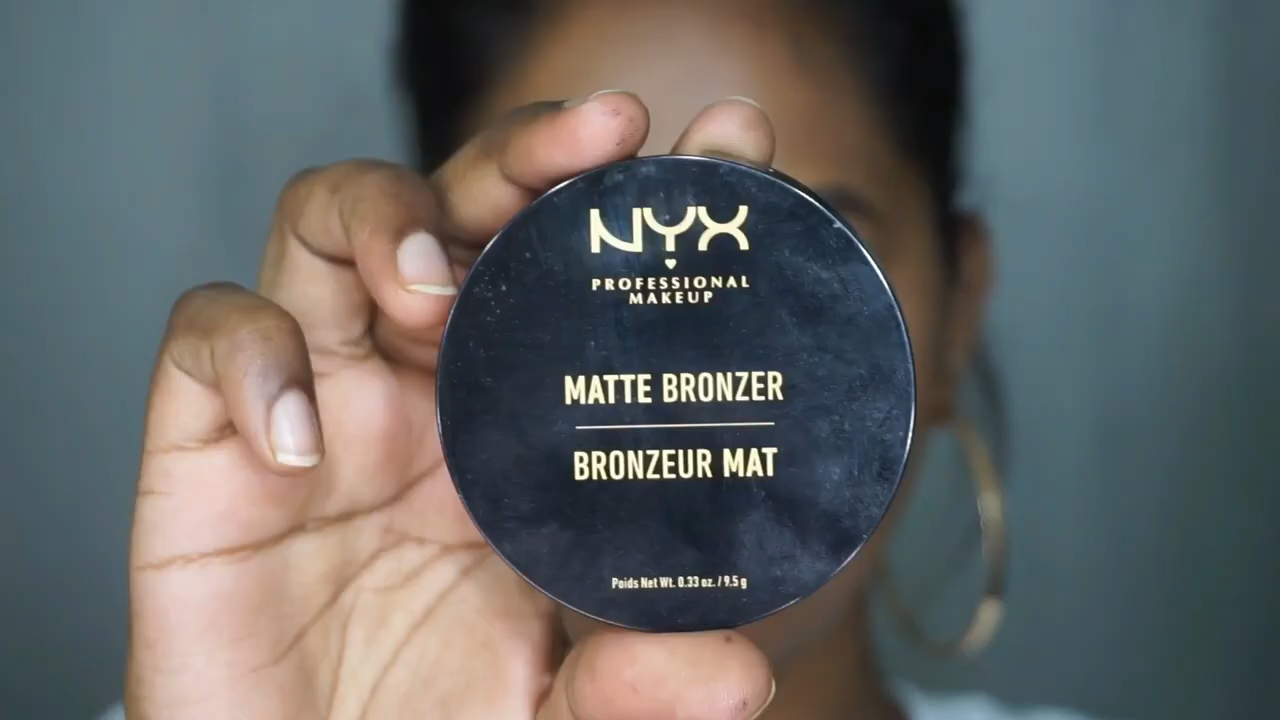 NYX
PROFESSIONAL
MAKEUP
MATTE BRONZER
BRONZEUR MAT
Poids Net Wt. 0.33 oz. / 9.5 g